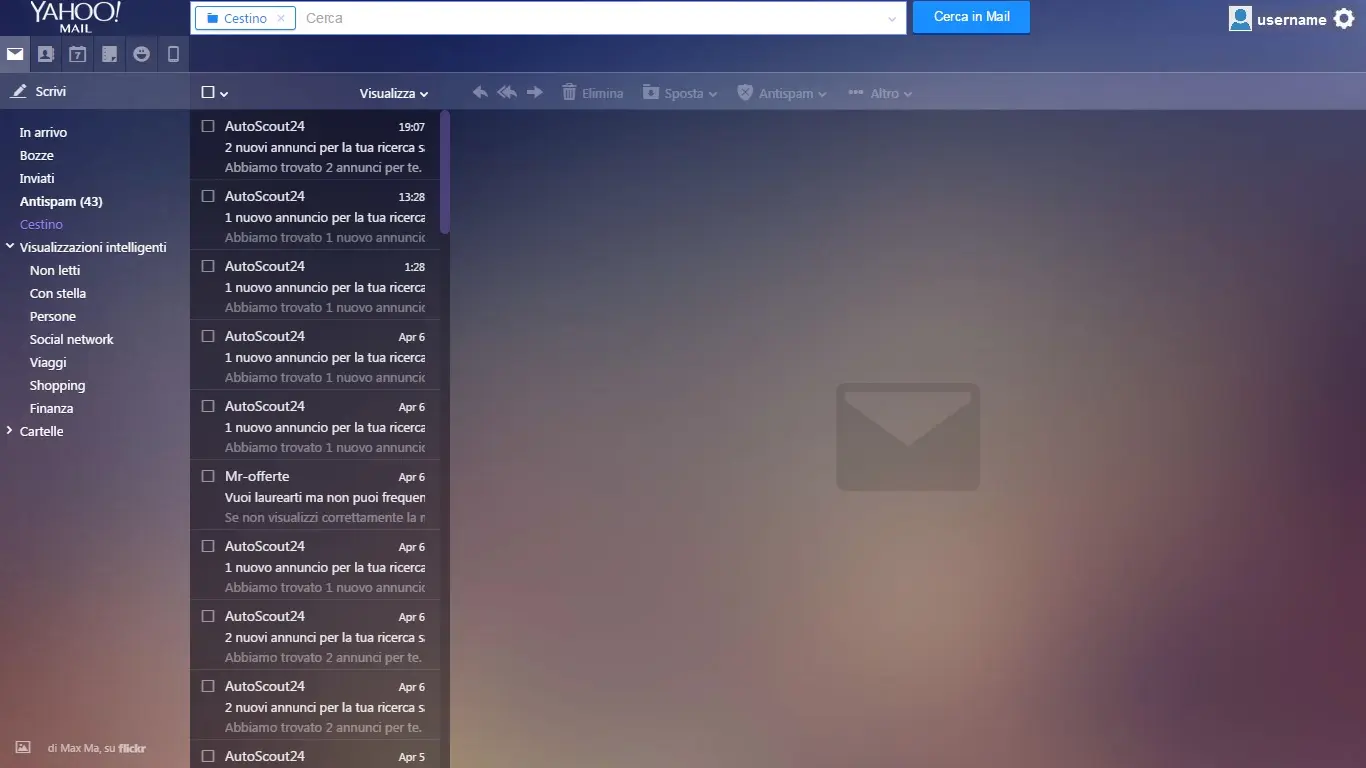 YAHOO!
MAIL
Cestino
Cerca
Cerca in Mail
username
7
Scrivi
Visualizza
Elimina
Sposta
Antispam
Altro
In arrivo
Bozze
Inviati
Antispam (43)
Cestino
Visualizzazioni intelligenti
Non letti
Con stella
Persone
Social network
Viaggi
Shopping
Finanza
Cartelle
di Max Ma, su flickr
AutoScout24 19:07
2 nuovi annunci per la tua ricerca
Abbiamo trovato 2 annunci per te.
AutoScout24 13:28
1 nuovo annuncio per la tua ricerca
Abbiamo trovato 1 nuovo annuncio
AutoScout24 1:28
1 nuovo annuncio per la tua ricerca
Abbiamo trovato 1 nuovo annuncio
AutoScout24 Apr 6
1 nuovo annuncio per la tua ricerca
Abbiamo trovato 1 nuovo annuncio
AutoScout24 Apr 6
1 nuovo annuncio per la tua ricerca
Abbiamo trovato 1 nuovo annuncio
Mr-offerte Apr 6
Vuoi laurearti ma non puoi frequen
Se non visualizzi correttamente la
AutoScout24 Apr 6
1 nuovo annuncio per la tua ricerca
Abbiamo trovato 1 nuovo annuncio
AutoScout24 Apr 6
2 nuovi annunci per la tua ricerca
Abbiamo trovato 2 annunci per te.
AutoScout24 Apr 6
2 nuovi annunci per la tua ricerca
Abbiamo trovato 2 annunci per te.
AutoScout24 Apr 5